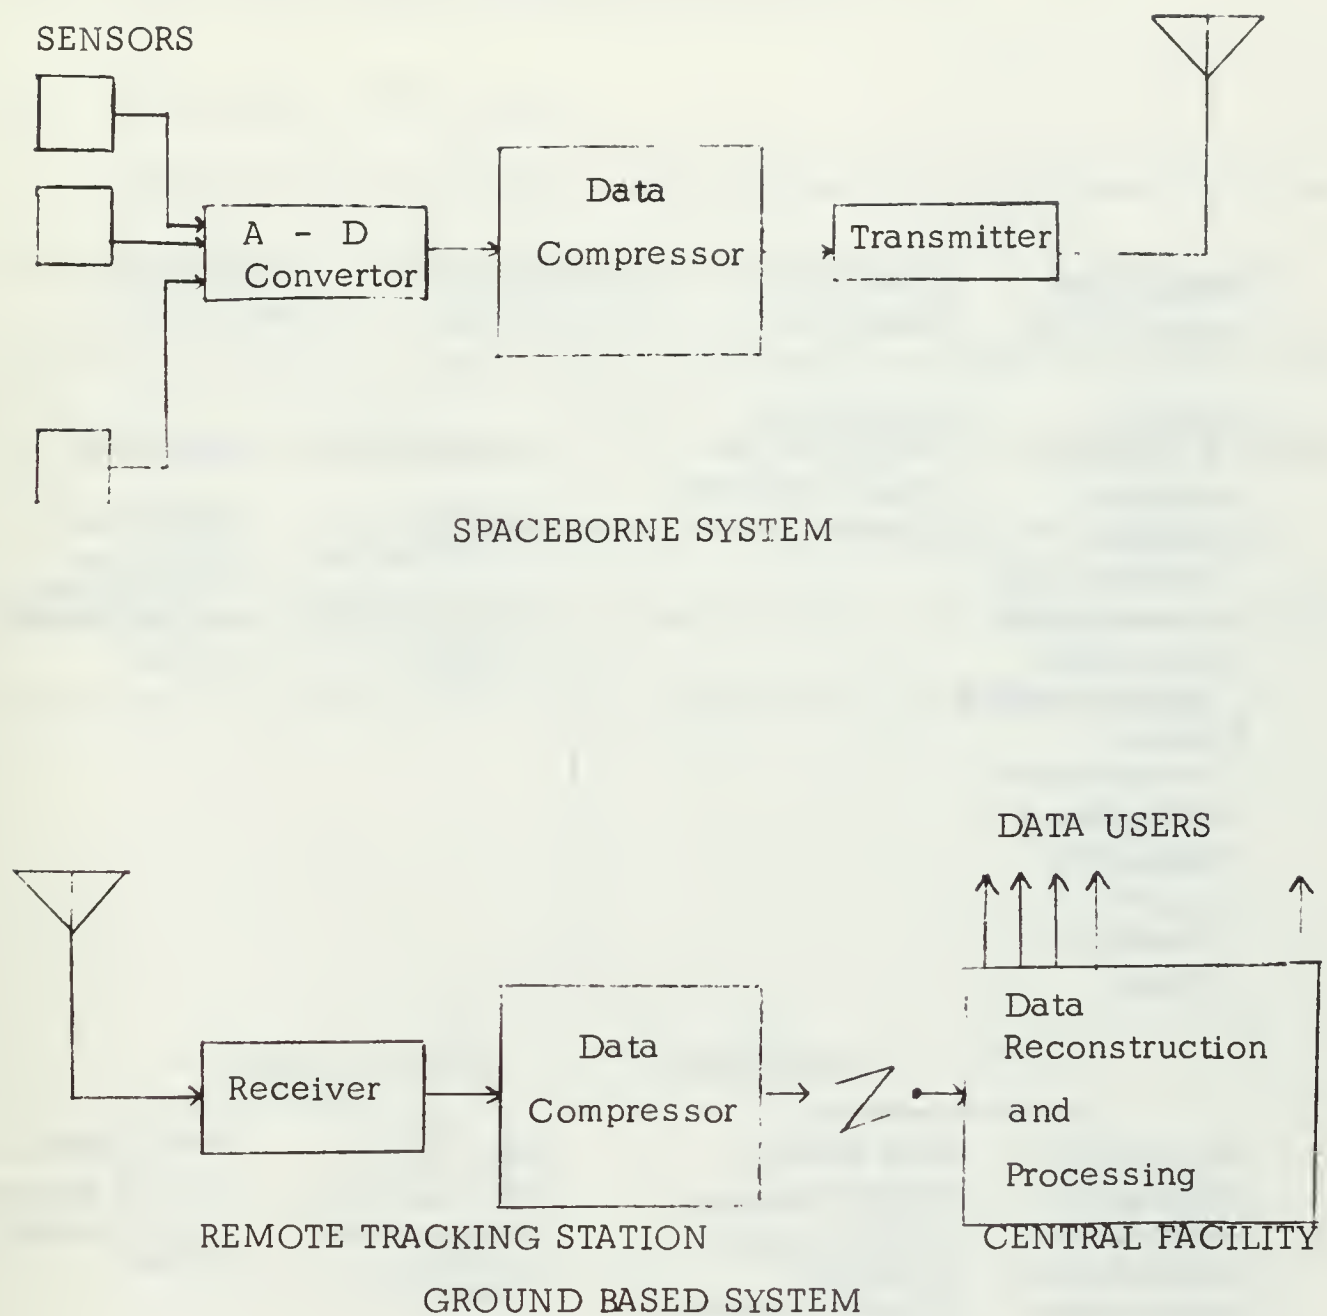 SENSORS
A - D
Convertor
Data
Compressor
Transmitter
SPACEBORNE SYSTEM
DATA USERS
Receiver
Data
Compressor
Data
Reconstruction
and
Processing
REMOTE TRACKING STATION
CENTRAL FACILITY
GROUND BASED SYSTEM